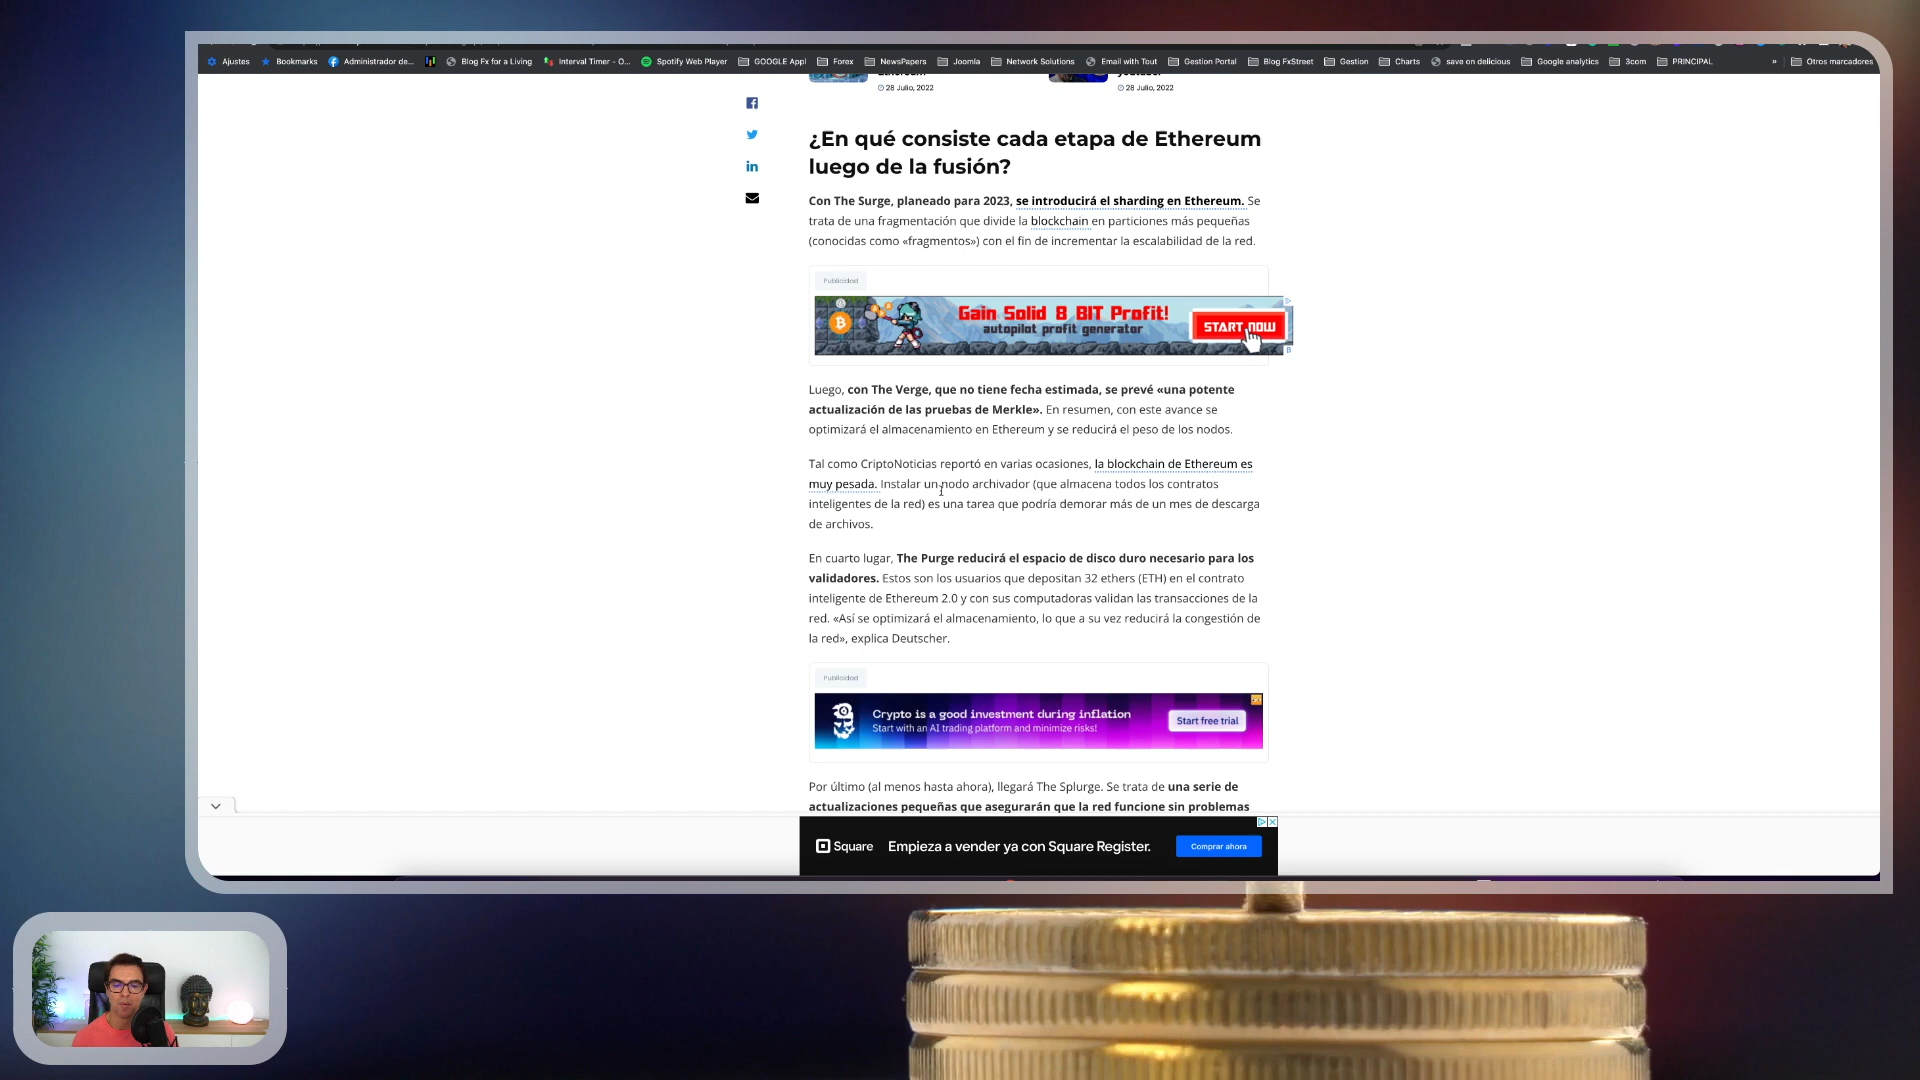 Ajustes
Bookmarks
Administrador de...
Blog Fx for a Living
Interval Timer - O...
Spotify Web Player
GOOGLE Appl
Forex
NewsPapers
Joomla
Network Solutions
Email with Tout
Gestion Portal
Blog FxStreet
Gestion
Charts
save on delicious
Google analytics
3com
PRINCIPAL
»
Otros marcadores
28 Julio, 2022
28 Julio, 2022
¿En qué consiste cada etapa de Ethereum
luego de la fusión?
Con The Surge, planeado para 2023, se introducirá el sharding en Ethereum. Se
trata de una fragmentación que divide la blockchain en particiones más pequeñas
(conocidas como «fragmentos») con el fin de incrementar la escalabilidad de la red.
Publicidad
Gain Solid 8 BIT Profit!
autopilot profit generator
START NOW
Luego, con The Verge, que no tiene fecha estimada, se prevé «una potente
actualización de las pruebas de Merkle». En resumen, con este avance se
optimizará el almacenamiento en Ethereum y se reducirá el peso de los nodos.
Tal como CriptoNoticias reportó en varias ocasiones, la blockchain de Ethereum es
muy pesada. Instalar un nodo archivador (que almacena todos los contratos
inteligentes de la red) es una tarea que podría demorar más de un mes de descarga
de archivos.
En cuarto lugar, The Purge reducirá el espacio de disco duro necesario para los
validadores. Estos son los usuarios que depositan 32 ethers (ETH) en el contrato
inteligente de Ethereum 2.0 y con sus computadoras validan las transacciones de la
red. «Así se optimizará el almacenamiento, lo que a su vez reducirá la congestión de
la red», explica Deutscher.
Publicidad
Crypto is a good investment during inflation
Start with an AI trading platform and minimize risks!
Start free trial
Por último (al menos hasta ahora), llegará The Splurge. Se trata de una serie de
actualizaciones pequeñas que asegurarán que la red funcione sin problemas
Square
Empieza a vender ya con Square Register.
Comprar ahora